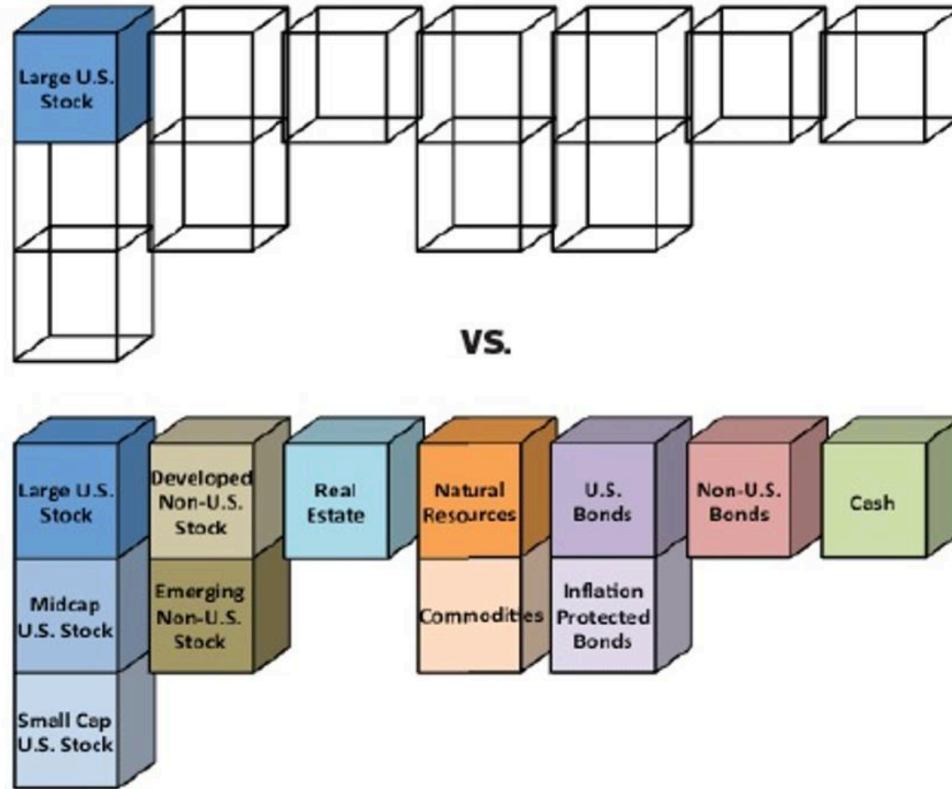 Large U.S.
Stock
vs.
Large U.S.
Stock
Developed
Non-U.S.
Stock
Real
Estate
Natural
Resources
U.S.
Bonds
Non-U.S.
Bonds
Cash
Midcap
U.S. Stock
Emerging
Non-U.S.
Stock
Commodities
Inflation
Protected
Bonds
Small Cap
U.S. Stock